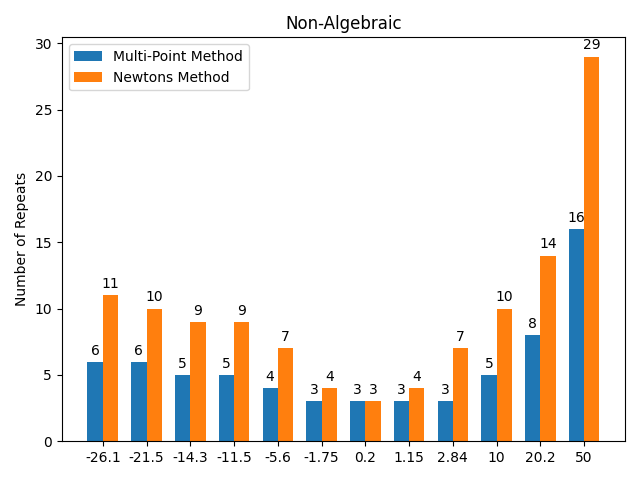 Non-Algebraic
Multi-Point Method
Newtons Method
Number of Repeats
30
25
20
15
10
5
0
6 11 6 10 5 9 5 9 4 7 3 4 3 3 3 4 3 7 5 10 8 14 16 29
-26.1 -21.5 -14.3 -11.5 -5.6 -1.75 0.2 1.15 2.84 10 20.2 50